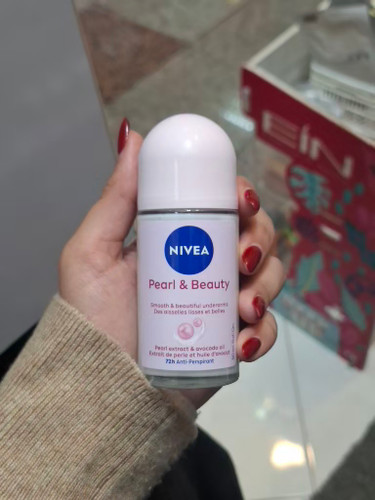 NIVEA
Pearl & Beauty
Smooth & beautiful underarms
Des aisselles lisses et belles
Pearl extract & avocado oil
Extrait de perle et huile d'avocat
72h Anti-Perspirant
EİN